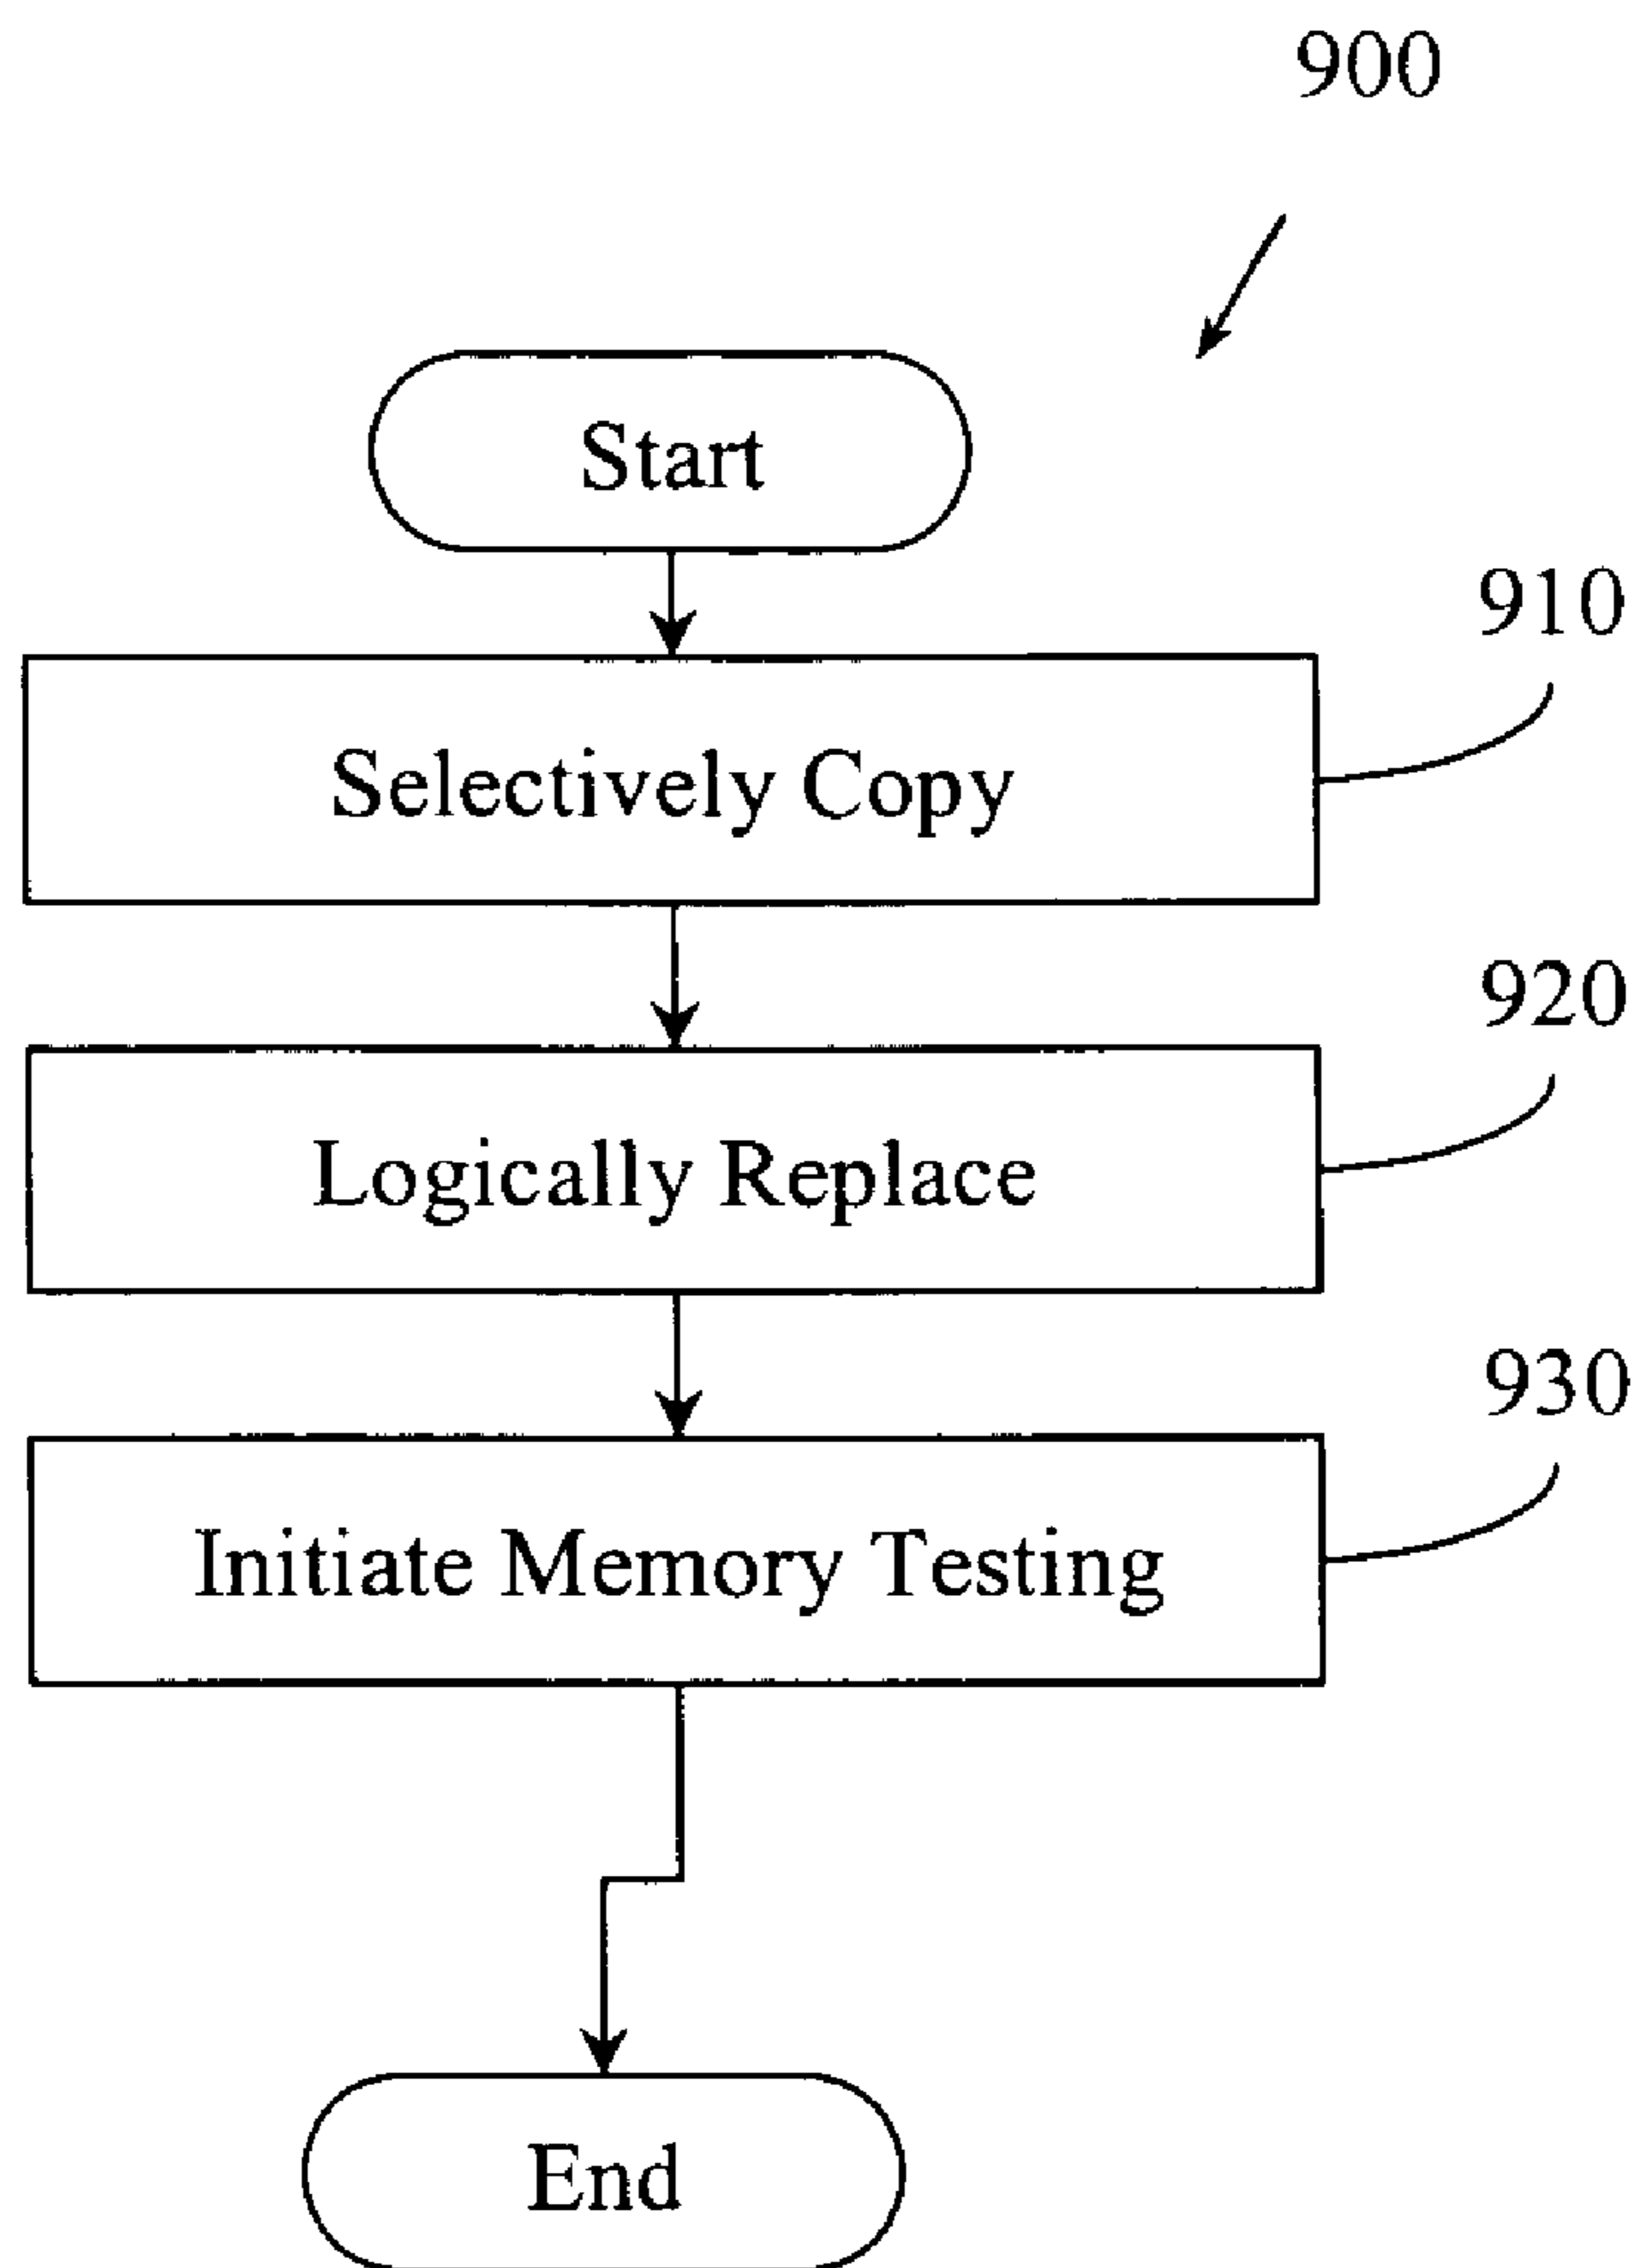 900
Start
910
Selectively Copy
920
Logically Replace
930
Initiate Memory Testing
End